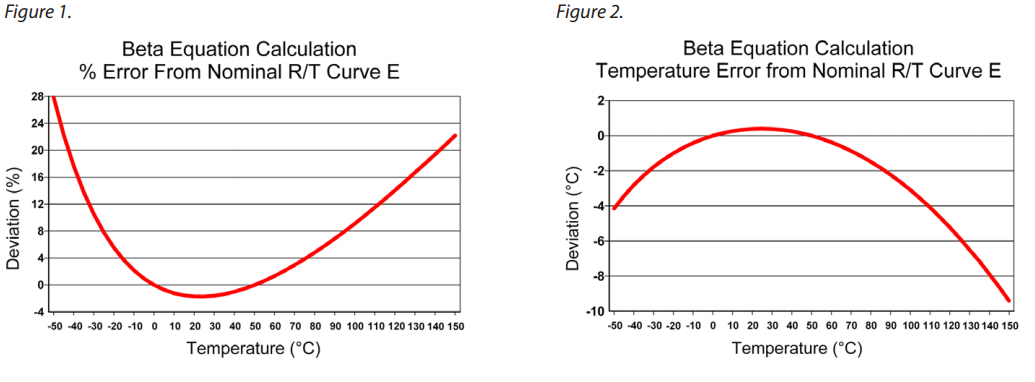 Figure 1.
Beta Equation Calculation
% Error From Nominal R/T Curve E
Deviation (%)
28
24
20
16
12
8
4
0
-4
-50 -40 -30 -20 -10 0 10 20 30 40 50 60 70 80 90 100 110 120 130 140 150
Temperature (°C)
Figure 2.
Beta Equation Calculation
Temperature Error from Nominal R/T Curve E
Deviation (°C)
2
0
-2
-4
-6
-8
-10
-50 -40 -30 -20 -10 0 10 20 30 40 50 60 70 80 90 100 110 120 130 140 150
Temperature (°C)